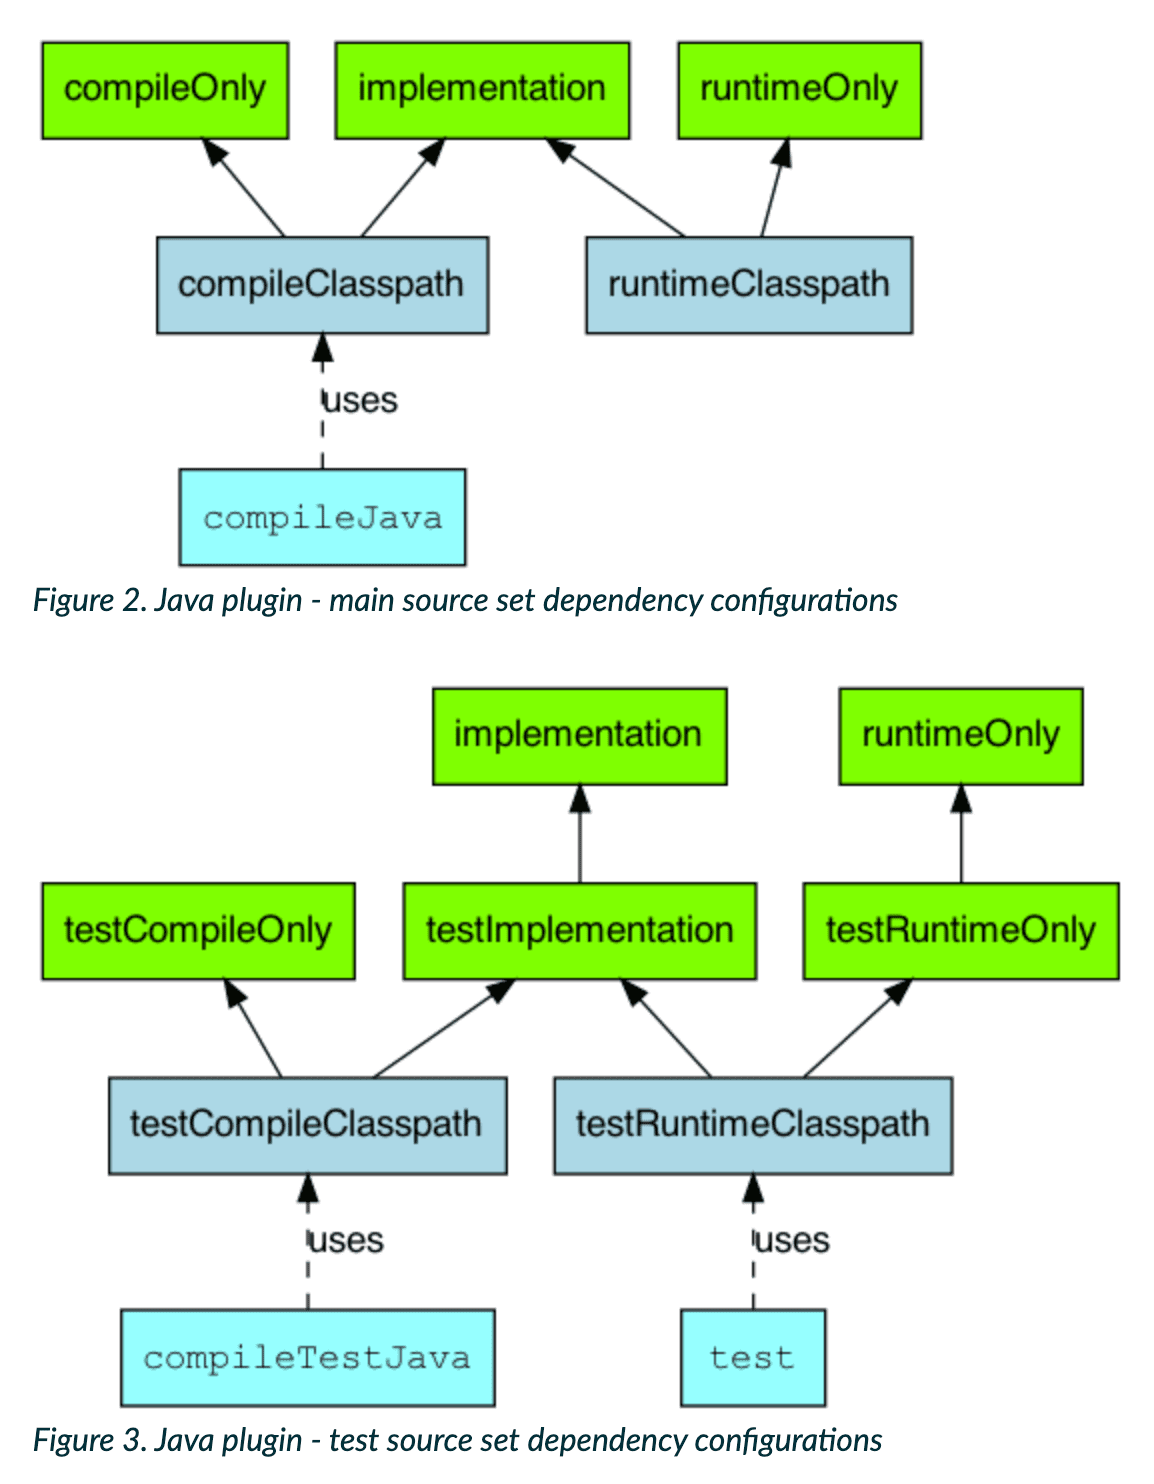 compileOnly
implementation
runtimeOnly
compileClasspath
runtimeClasspath
uses
compileJava
Figure 2. Java plugin - main source set dependency configurations
implementation
runtimeOnly
testCompileOnly
testImplementation
testRuntimeOnly
testCompileClasspath
testRuntimeClasspath
uses
uses
compileTestJava
test
Figure 3. Java plugin - test source set dependency configurations